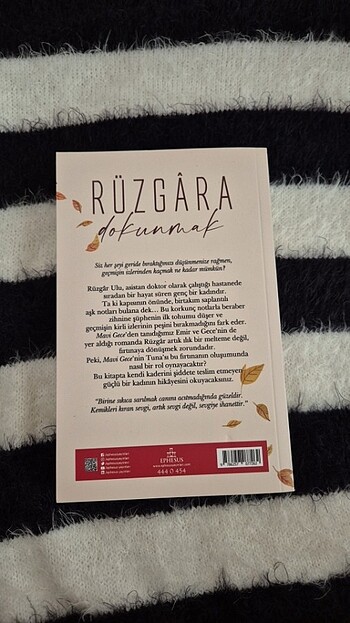 RÜZGÂRA
dokunmak
Siz her şeyi geride bıraktığınızı düşünmenize rağmen,
geçmişin izlerinden kaçmak ne kadar mümkün?
Rüzgâr Ulu, asistan doktor olarak çalıştığı hastanede
sıradan bir hayat süren genç bir kadındır.
Ta ki kapısının önünde, birtakım saplantılı
aşk notları bulana dek... Bu korkunç notlarla beraber
zihnine şüphenin ilk tohumu düşer ve
geçmişin kirli izlerinin peşini bırakmadığını fark eder.
Mavi Gece'den tanıdığımız Emir ve Gece'nin de
yer aldığı romanda Rüzgâr artık ılık bir melteme değil,
fırtınaya dönüşmek zorundadır.
Peki, Mavi Gece'nin Tuna'sı bu fırtınanın oluşumunda
nasıl bir rol oynayacaktır?
Bu kitapta kendi kaderini şiddete teslim etmeyen
güçlü bir kadının hikâyesini okuyacaksınız.
"Birine sıkıca sarılmak canını acıtmadığında güzeldir.
Kemikleri kıran sevgi, artık sevgi değil, sevgiye ihanettir."
EPHESUS
444 0 454